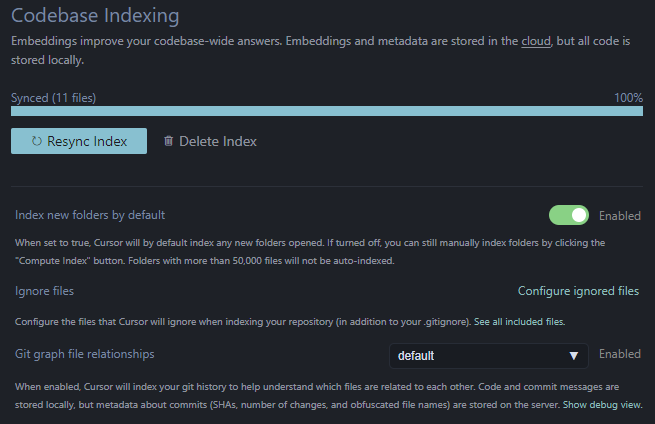 Codebase Indexing
Embeddings improve your codebase-wide answers. Embeddings and metadata are stored in the cloud, but all code is
stored locally.
Synced (11 files) 100%
Resync Index Delete Index
Index new folders by default Enabled
When set to true, Cursor will by default index any new folders opened. If turned off, you can still manually index folders by clicking the
"Compute Index" button. Folders with more than 50,000 files will not be auto-indexed.
Ignore files Configure ignored files
Configure the files that Cursor will ignore when indexing your repository (in addition to your .gitignore). See all included files.
Git graph file relationships default Enabled
When enabled, Cursor will index your git history to help understand which files are related to each other. Code and commit messages are
stored locally, but metadata about commits (SHAs, number of changes, and obfuscated file names) are stored on the server. Show debug view.